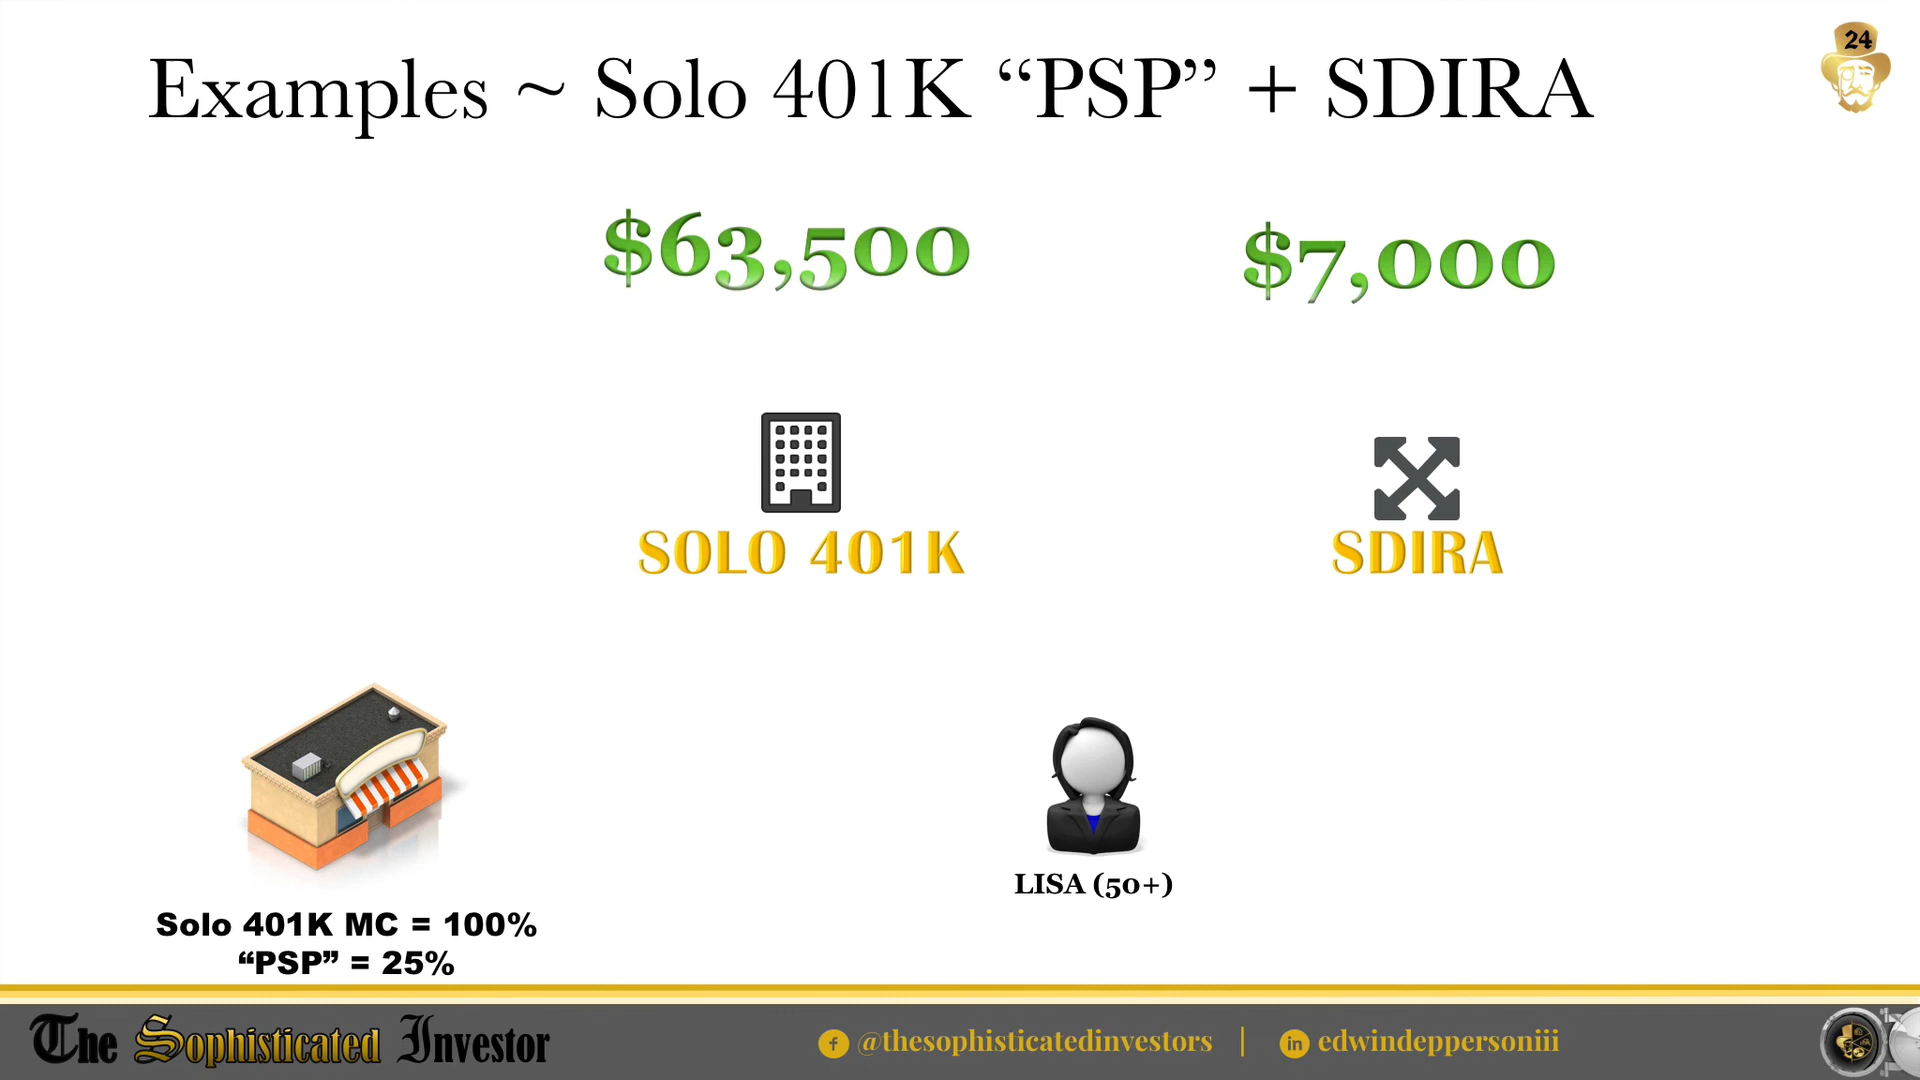 Examples ~ Solo 401K “PSP” + SDIRA
24
$63,500
$7,000
SOLO 401K
SDIRA
LISA (50+)
Solo 401K MC = 100%
“PSP” = 25%
The Sophisticated Investor
@thesophisticatedinvestors | in edwindeppersoniii